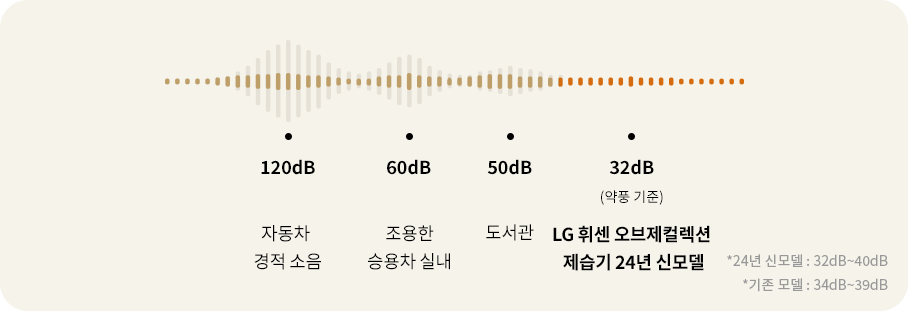 120dB
60dB
50dB
32dB
(약풍 기준)
자동차
경적 소음
조용한
승용차 실내
도서관
LG 휘센 오브제컬렉션
제습기 24년 신모델
*24년 신모델 : 32dB~40dB
*기존 모델 : 34dB~39dB